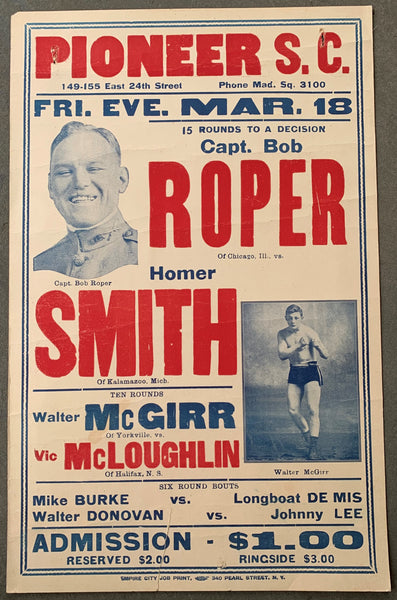 PIONEER S. C.
149-155 East 24th Street Phone Mad. Sq. 3100
FRI. EVE. MAR. 18
15 ROUNDS TO A DECISION
Capt. Bob
ROPER
Of Chicago, Ill., vs.
Capt. Bob Roper
Homer
SMITH
Of Kalamazoo, Mich.
TEN ROUNDS
Walter McGIRR
Of Yorkville, vs.
Vic McLOUGHLIN
Of Halifax, N. S.
Walter McGirr
SIX ROUND BOUTS
Mike BURKE vs. Longboat DE MIS
Walter DONOVAN vs. Johnny LEE
ADMISSION - $1.00
RESERVED $2.00 RINGSIDE $3.00
EMPIRE CITY JOB PRINT, 340 PEARL STREET, N. Y.